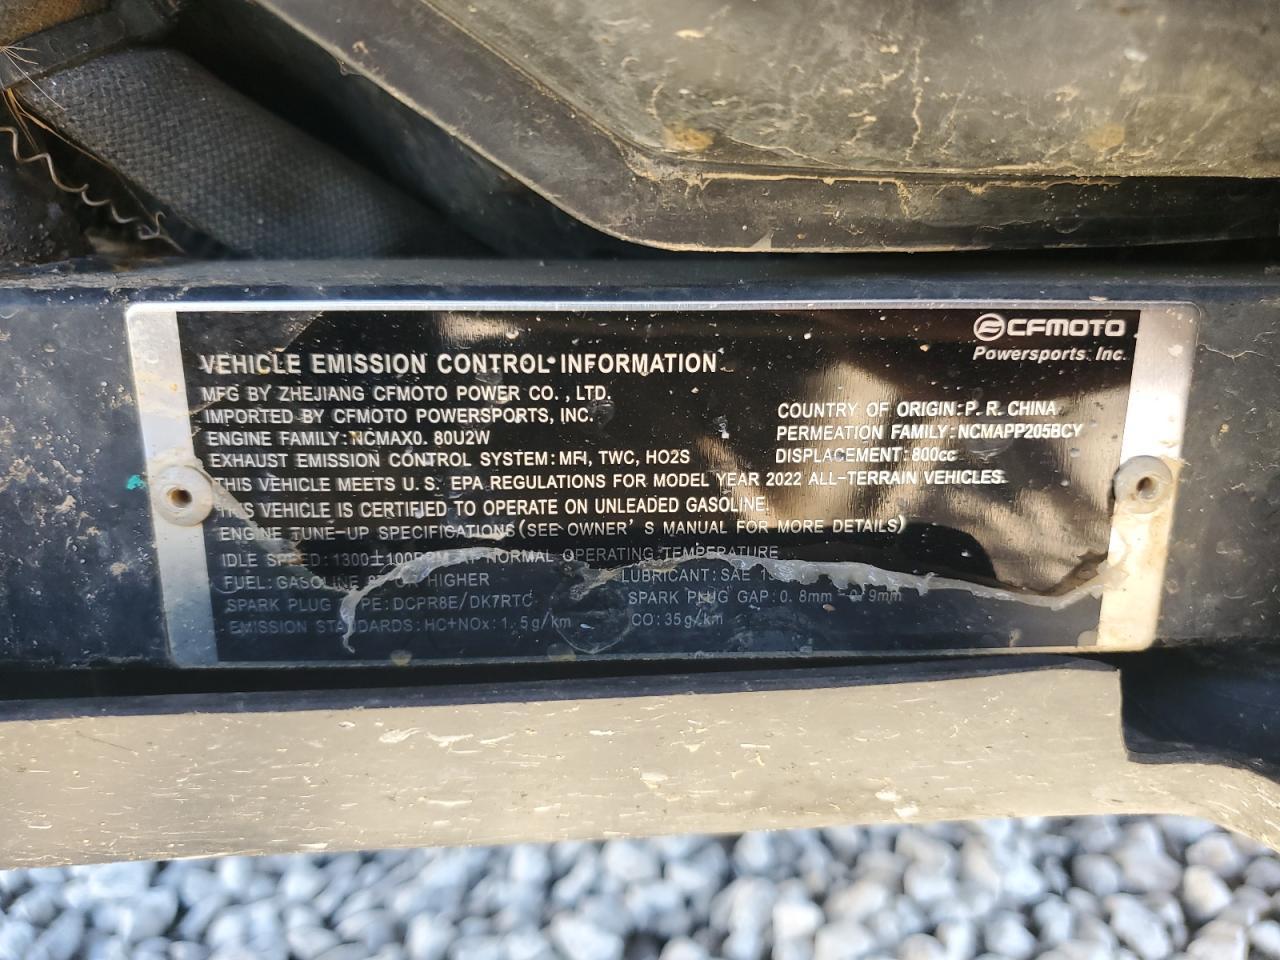 CFMOTO
Powersports, Inc.
VEHICLE EMISSION CONTROL INFORMATION
MFG BY ZHEJIANG CFMOTO POWER CO. , LTD.
IMPORTED BY CFMOTO POWERSPORTS, INC.
COUNTRY OF ORIGIN: P. R. CHINA
ENGINE FAMILY: NCMAX0. 80U2W
PERMEATION FAMILY: NCMAPP205BCY
EXHAUST EMISSION CONTROL SYSTEM: MFI, TWC, HO2S
DISPLACEMENT: 800cc
THIS VEHICLE MEETS U. S. EPA REGULATIONS FOR MODEL YEAR 2022 ALL-TERRAIN VEHICLES.
THIS VEHICLE IS CERTIFIED TO OPERATE ON UNLEADED GASOLINE.
ENGINE TUNE-UP SPECIFICATIONS (SEE OWNER'S MANUAL FOR MORE DETAILS)
IDLE SPEED: 1300±100RPM AT NORMAL OPERATING TEMPERATURE
FUEL: GASOLINE OR HIGHER
LUBRICANT: SAE
SPARK PLUG TYPE: DCPR8E/DK7RTC
SPARK PLUG GAP: 0. 8mm - 0. 9mm
EMISSION STANDARDS: HC+NOx: 1. 5g/km
CO: 35g/km